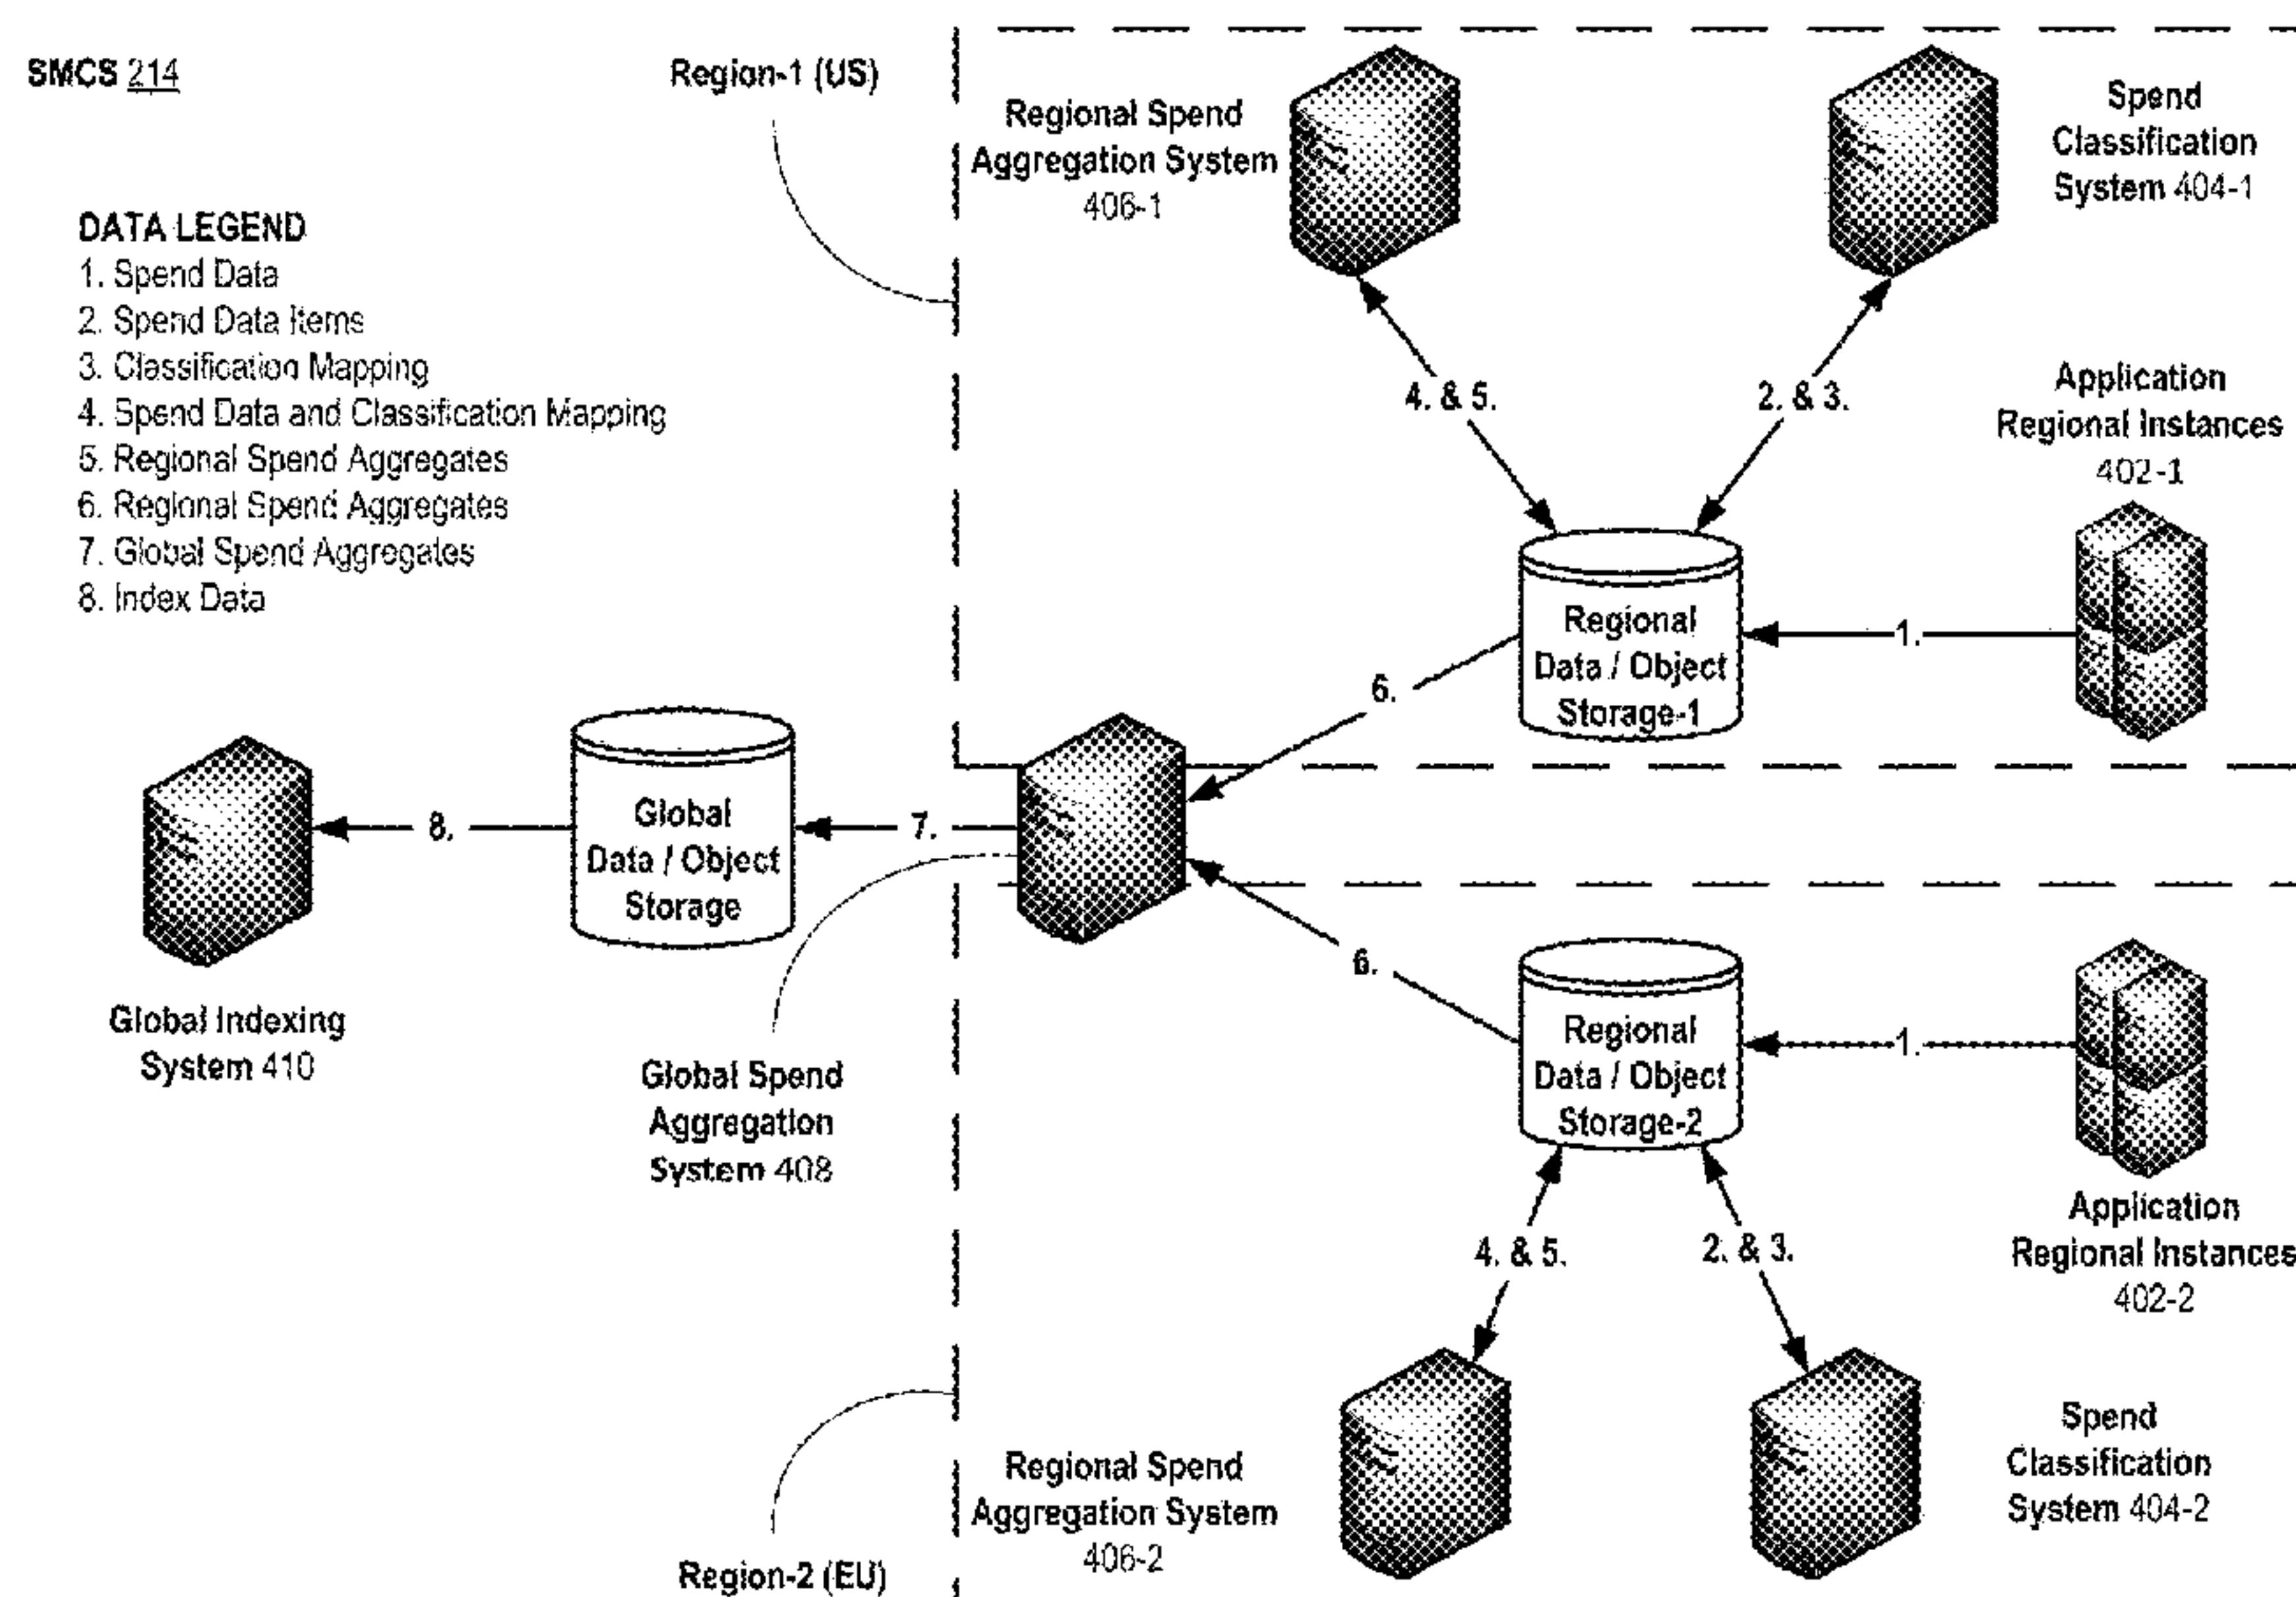 SMCS 214
DATA LEGEND
1. Spend Data
2. Spend Data Items
3. Classification Mapping
4. Spend Data and Classification Mapping
5. Regional Spend Aggregates
6. Regional Spend Aggregates
7. Global Spend Aggregates
8. Index Data
Region-1 (US)
Regional Spend
Aggregation System
406-1
Spend
Classification
System 404-1
4. & 5.
2. & 3.
Application
Regional Instances
402-1
Regional
Data / Object
Storage-1
1.
6.
Global
Data / Object
Storage
8.
7.
Global Indexing
System 410
Global Spend
Aggregation
System 408
6.
Regional
Data / Object
Storage-2
1.
Application
Regional Instances
402-2
4. & 5.
2. & 3.
Regional Spend
Aggregation System
406-2
Spend
Classification
System 404-2
Region-2 (EU)